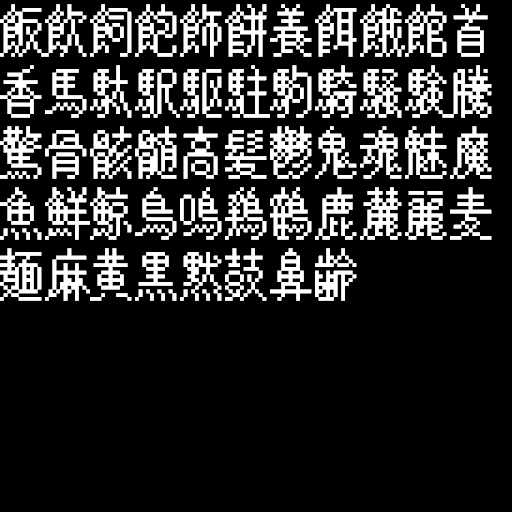 飯飲飼飽飾餅養餌餓館首
香馬駄駅駆駐駒騎騒験騰
驚骨骸髄高髪鬱鬼魂魅魔
魚鮮鯨鳥鳴鶏鶴鹿麓麗麦
麺麻黄黒黙鼓鼻齢